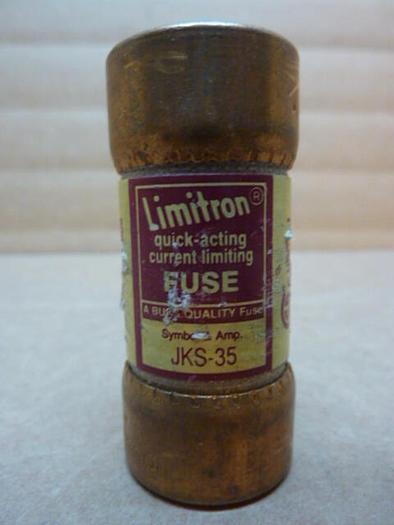 Limitron®
quick-acting
current limiting
FUSE
A QUALITY Fuse
Amp.
JKS-35